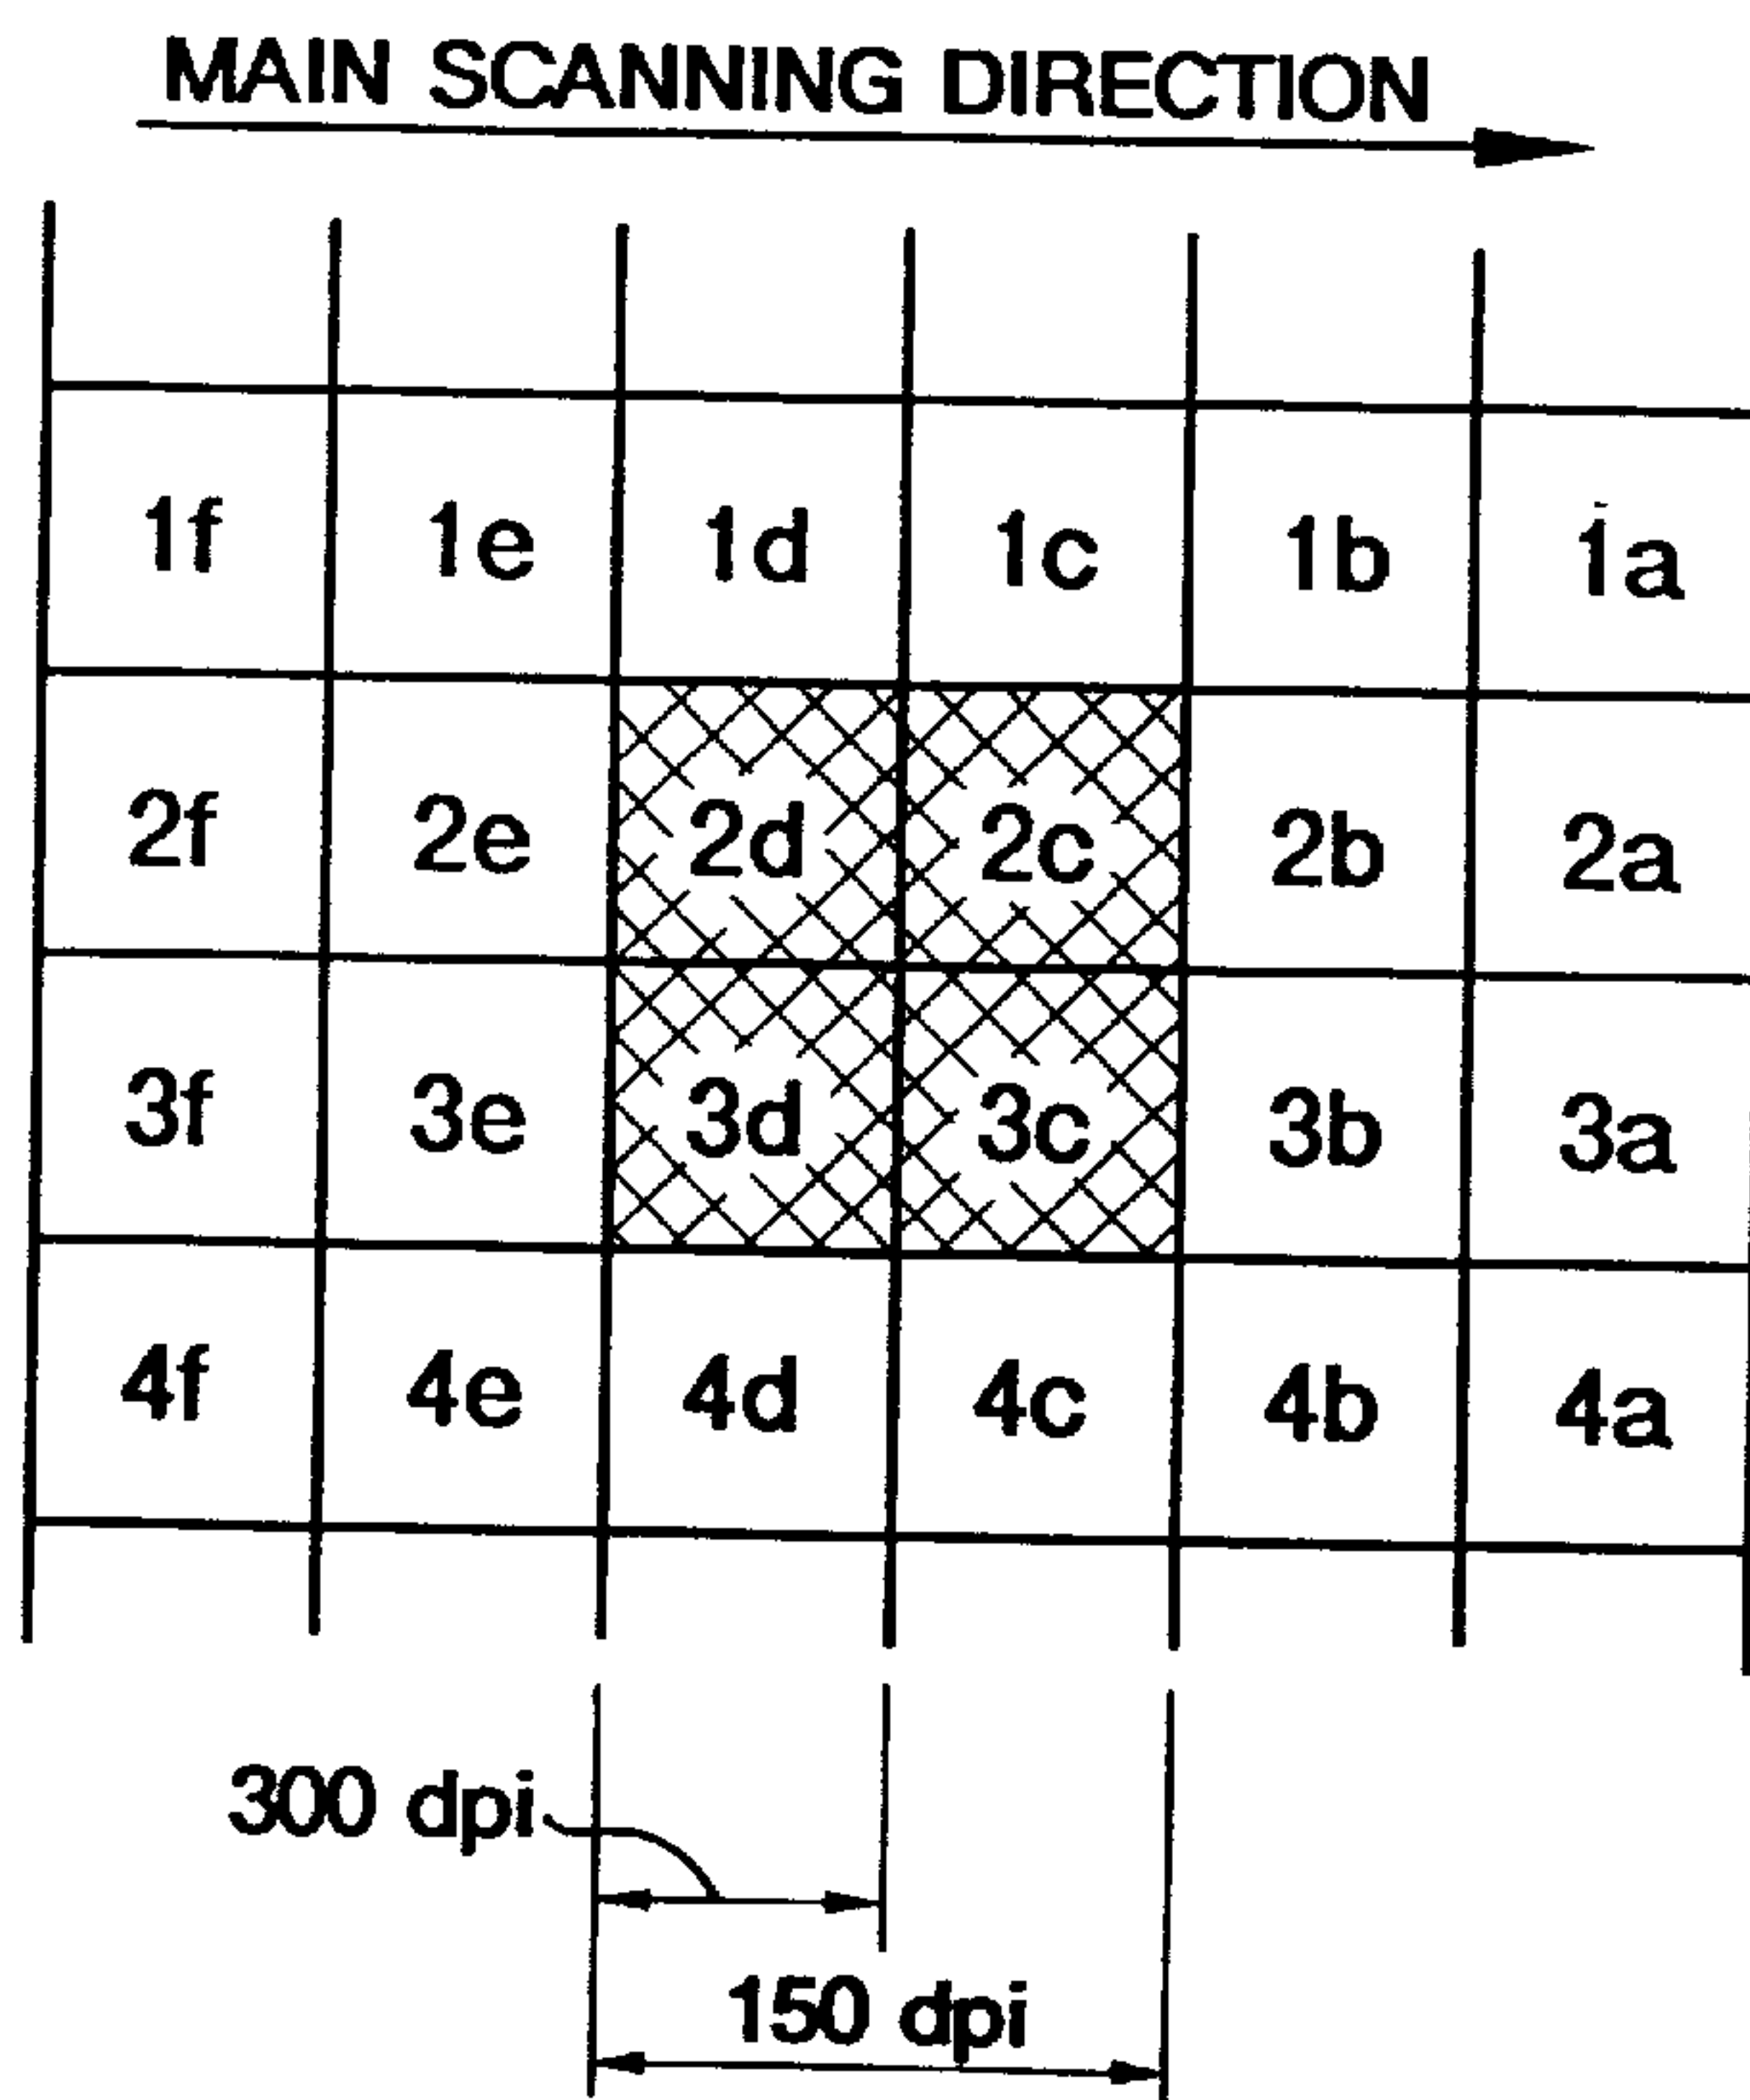 MAIN SCANNING DIRECTION
1f 1e 1d 1c 1b 1a
2f 2e 2d 2c 2b 2a
3f 3e 3d 3c 3b 3a
4f 4e 4d 4c 4b 4a
300 dpi
150 dpi